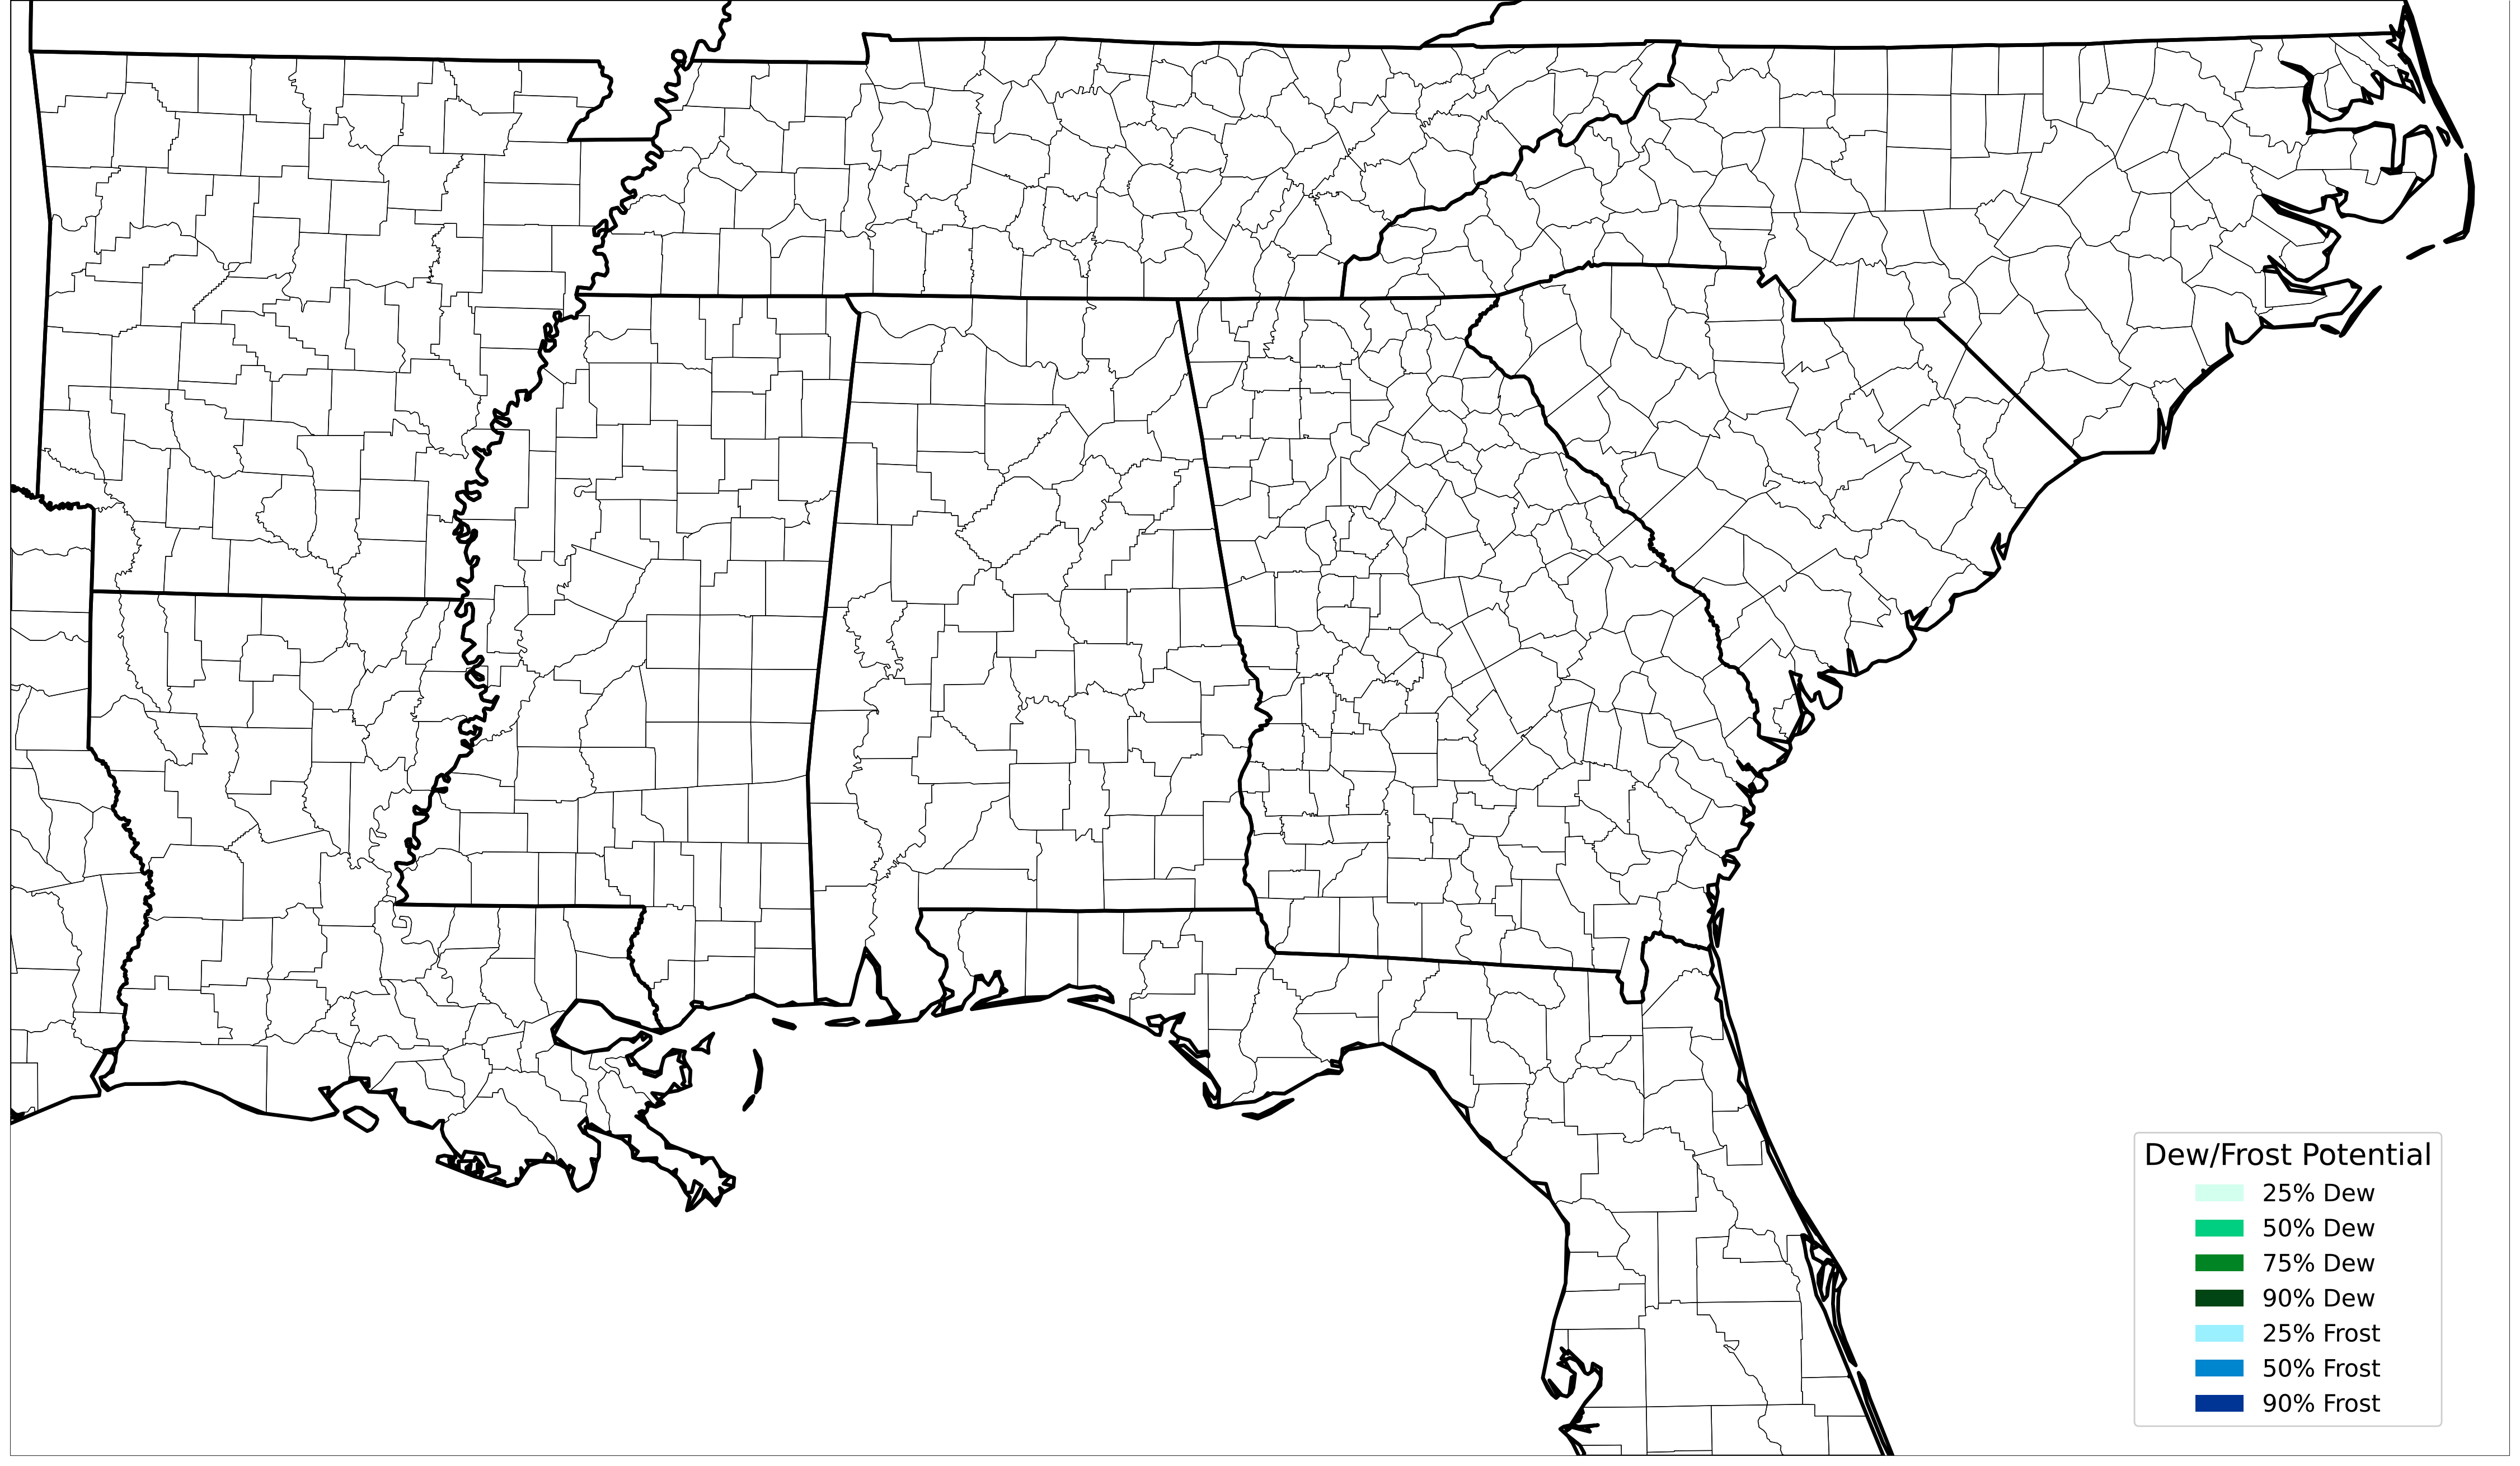 Dew/Frost Potential
25% Dew
50% Dew
75% Dew
90% Dew
25% Frost
50% Frost
90% Frost